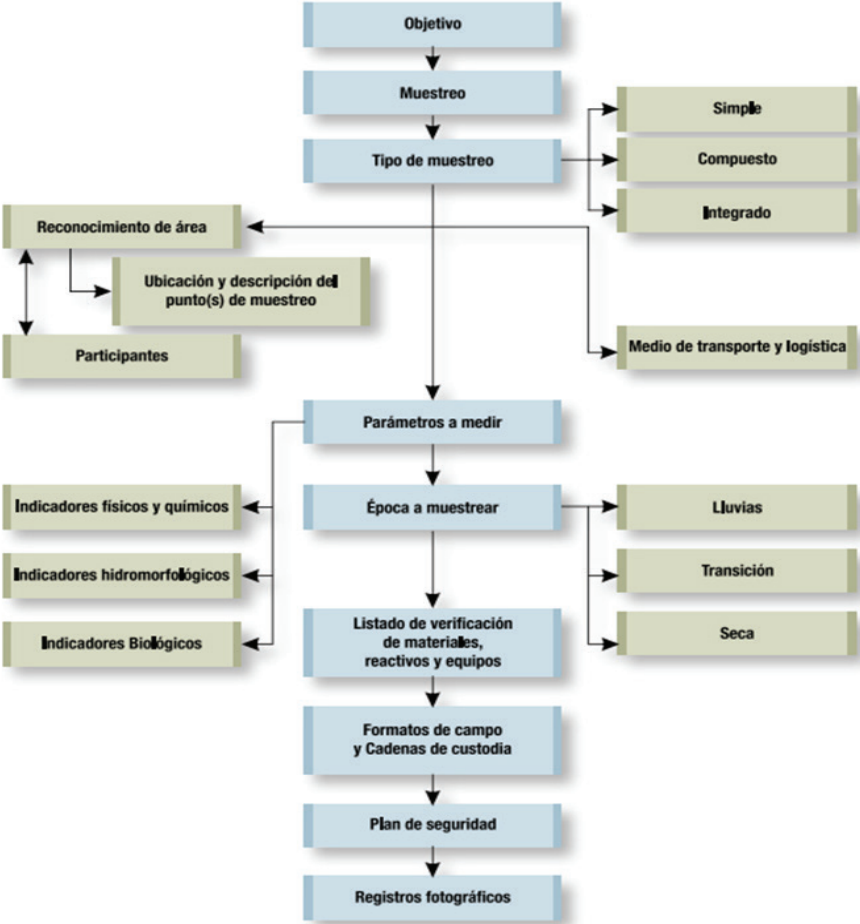 Objetivo
Muestreo
Tipo de muestreo
Simple
Compuesto
Integrado
Reconocimiento de área
Ubicación y descripción del
punto(s) de muestreo
Participantes
Medio de transporte y logística
Parámetros a medir
Indicadores físicos y químicos
Indicadores hidromorfológicos
Indicadores Biológicos
Época a muestrear
Lluvias
Transición
Seca
Listado de verificación
de materiales,
reactivos y equipos
Formatos de campo
y Cadenas de custodia
Plan de seguridad
Registros fotográficos